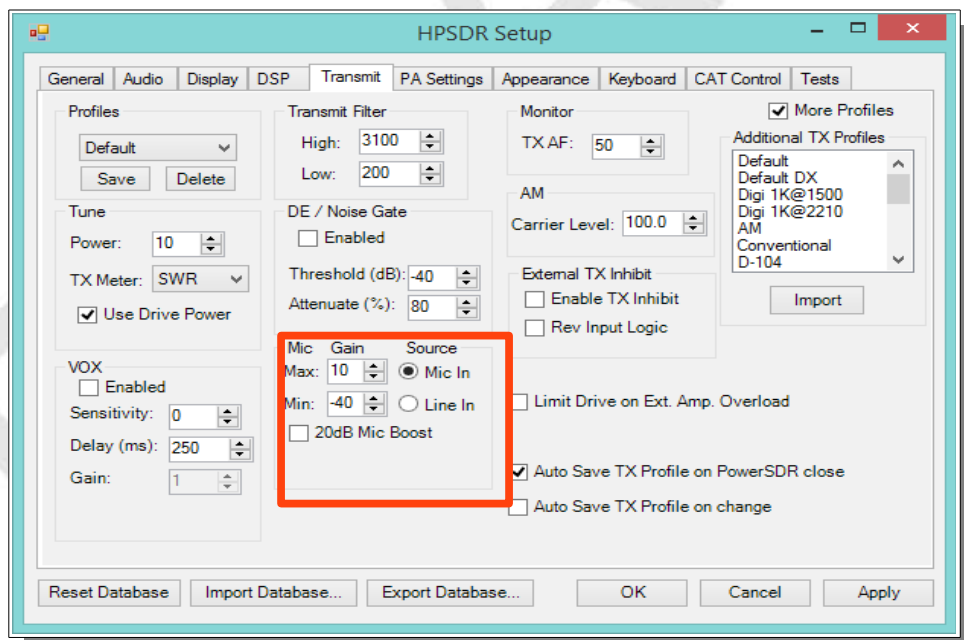 HPSDR Setup
General Audio Display DSP Transmit PA Settings Appearance Keyboard CAT Control Tests
Profiles
Default
Save Delete
Transmit Filter
High: 3100
Low: 200
Monitor
TX AF: 50
More Profiles
Additional TX Profiles
Default
Default DX
Digi 1K@1500
Digi 1K@2210
AM
Conventional
D-104
Import
Tune
Power: 10
TX Meter: SWR
Use Drive Power
DE / Noise Gate
Enabled
Threshold (dB): -40
Attenuate (%): 80
AM
Carrier Level: 100.0
External TX Inhibit
Enable TX Inhibit
Rev Input Logic
VOX
Enabled
Sensitivity: 0
Delay (ms): 250
Gain: 1
Mic Gain Source
Max: 10 Mic In
Min: -40 Line In
20dB Mic Boost
Limit Drive on Ext. Amp. Overload
Auto Save TX Profile on PowerSDR close
Auto Save TX Profile on change
Reset Database Import Database... Export Database... OK Cancel Apply